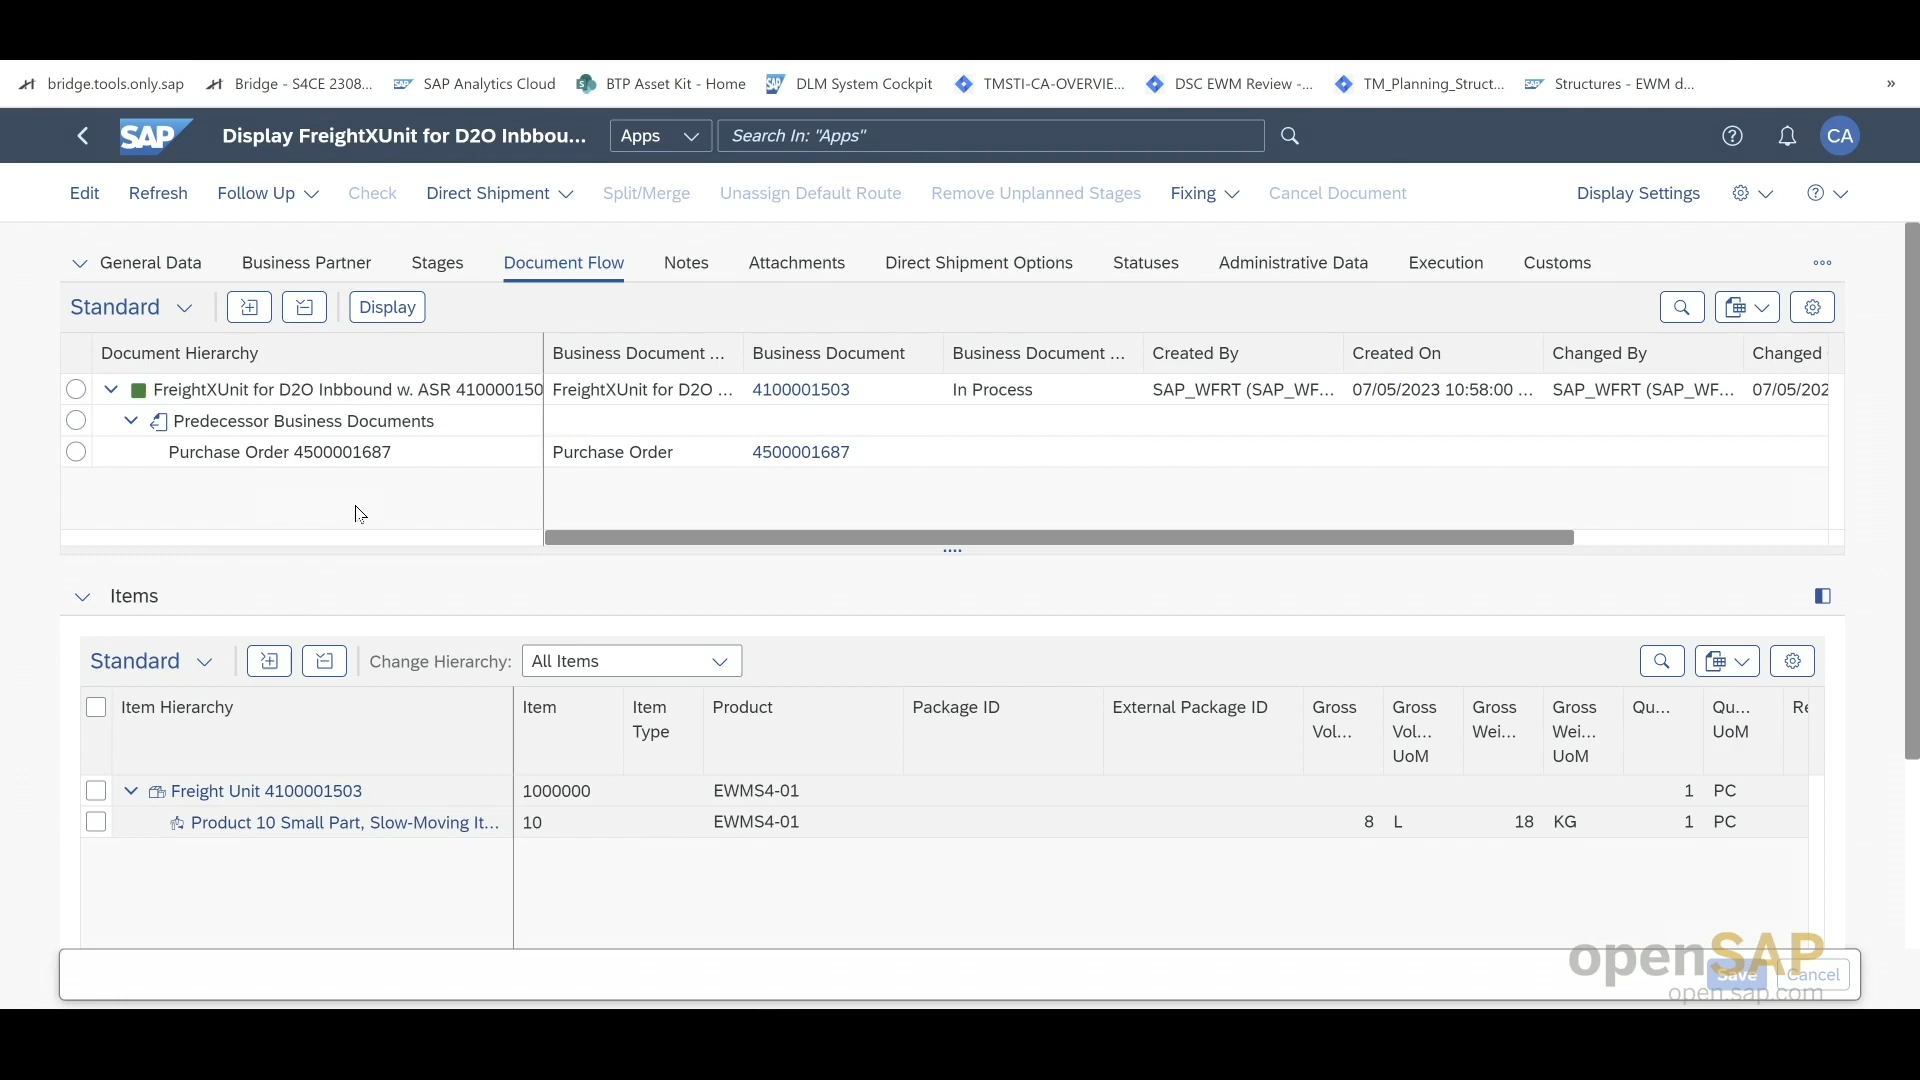 bridge.tools.only.sap Bridge - S4CE 2308... SAP Analytics Cloud BTP Asset Kit - Home DLM System Cockpit TMSTI-CA-OVERVIE... DSC EWM Review -... TM_Planning_Struct... Structures - EWM d... »
SAP Display FreightXUnit for D2O Inbbou... Apps Search In: "Apps" CA
Edit Refresh Follow Up Check Direct Shipment Split/Merge Unassign Default Route Remove Unplanned Stages Fixing Cancel Document Display Settings
General Data Business Partner Stages Document Flow Notes Attachments Direct Shipment Options Statuses Administrative Data Execution Customs
Standard Display
Document Hierarchy Business Document ... Business Document Business Document ... Created By Created On Changed By Changed
FreightXUnit for D2O Inbbound w. ASR 410000150 FreightXUnit for D2O ... 4100001503 In Process SAP_WFRT (SAP_WF... 07/05/2023 10:58:00 ... SAP_WFRT (SAP_WF... 07/05/202
Predecessor Business Documents
Purchase Order 4500001687 Purchase Order 4500001687
Items
Standard Change Hierarchy: All Items
Item Hierarchy Item Item Type Product Package ID External Package ID Gross Vol... Gross Vol... UoM Gross Wei... Gross Wei... UoM Qu... Qu... UoM Re
Freight Unit 4100001503 1000000 EWMS4-01 1 PC
Product 10 Small Part, Slow-Moving It... 10 EWMS4-01 8 L 18 KG 1 PC
openSAP
Save Cancel
open.sap.com